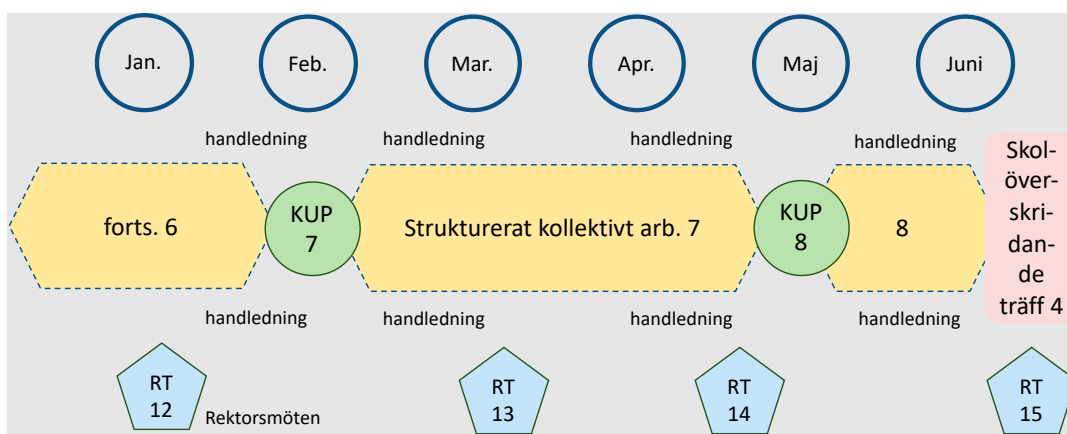 Jan.
Feb.
Mar.
Apr.
Maj
Juni
handledning
handledning
handledning
handledning
forts. 6
KUP
7
Strukturerat kollektivt arb. 7
KUP
8
8
Skol-
över-
skri-
dan-
de
träff 4
handledning
handledning
handledning
handledning
RT
12
Rektorsmöten
RT
13
RT
14
RT
15